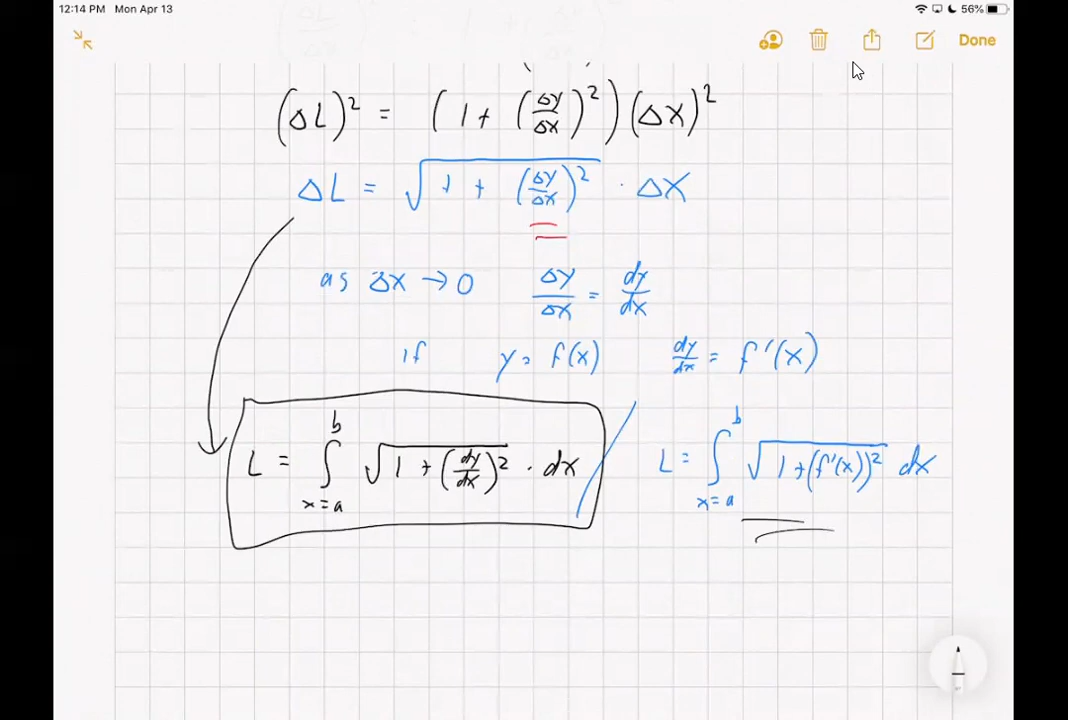 12:14 PM Mon Apr 13 56%
Done
(ΔL)² = (1 + (Δy/Δx)²)(Δx)²
ΔL = √(1 + (Δy/Δx)²) · Δx
as Δx → 0 Δy/Δx = dy/dx
if y = f(x) dy/dx = f'(x)
L = ∫_{x=a}^{b} √(1 + (dy/dx)²) · dx / L = ∫_{x=a}^{b} √(1 + (f'(x))²) dx